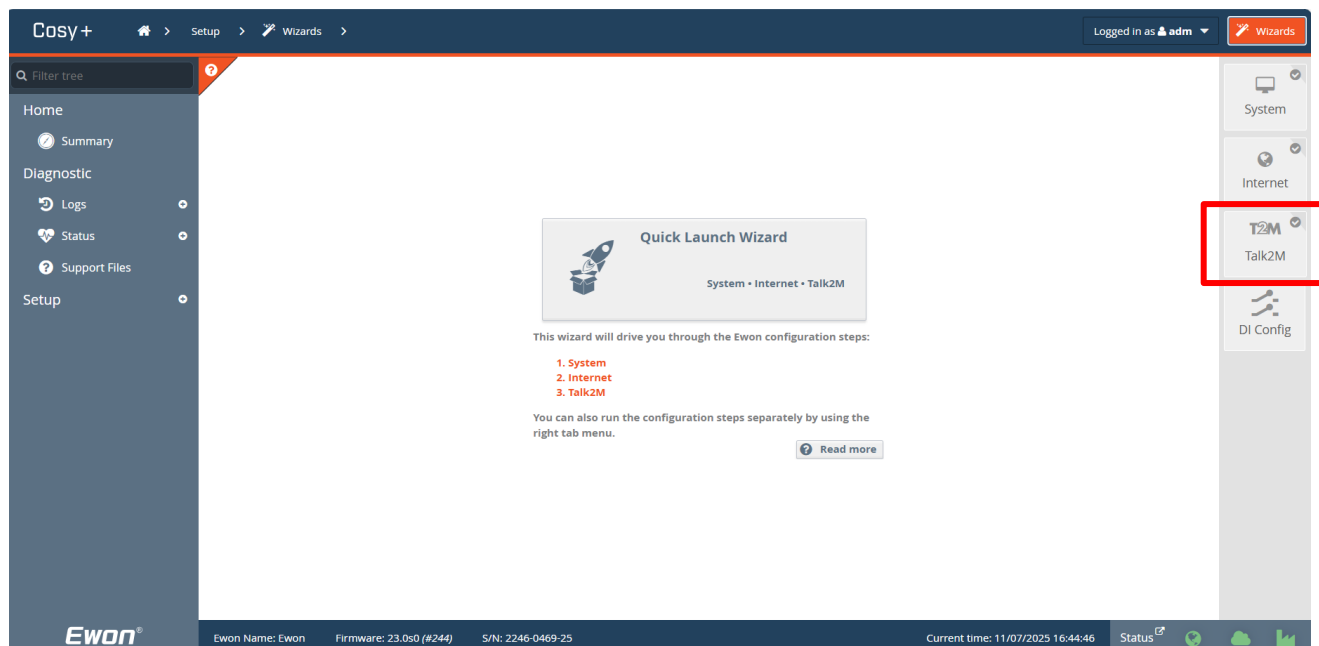 Cosy+
Setup
Wizards
Logged in as adm
Wizards
Filter tree
Home
Summary
Diagnostic
Logs
Status
Support Files
Setup
Quick Launch Wizard
System • Internet • Talk2M
This wizard will drive you through the Ewon configuration steps:
1. System
2. Internet
3. Talk2M
You can also run the configuration steps separately by using the
right tab menu.
Read more
System
Internet
T2M
Talk2M
DI Config
Ewon®
Ewon Name: Ewon
Firmware: 23.0s0 (#244)
S/N: 2246-0469-25
Current time: 11/07/2025 16:44:46
Status